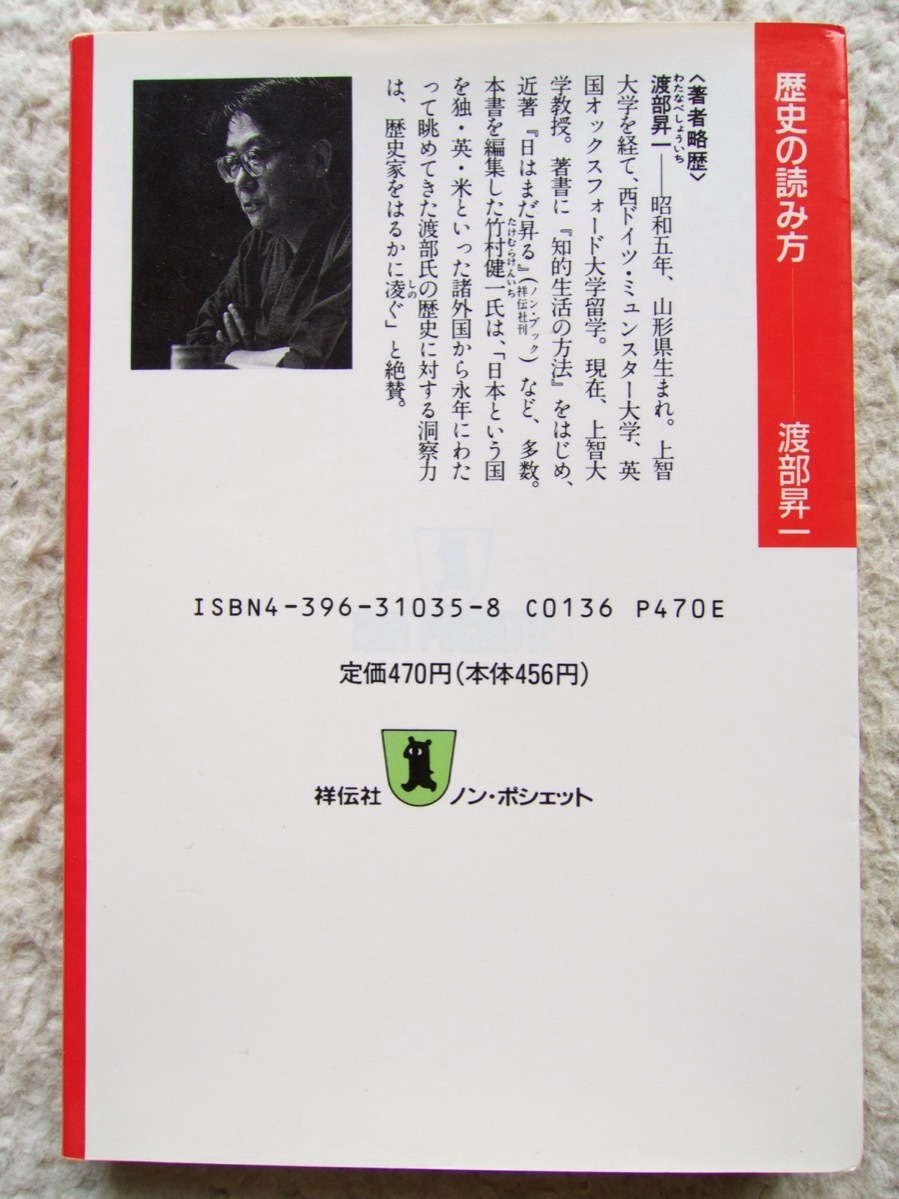 歴史の読み方
渡部昇一
〈著者略歴〉
わたなべしょういち
渡部昇一――昭和五年、山形県生まれ。上智
大学を経て、西ドイツ・ミュンスター大学、英
国オックスフォード大学留学。現在、上智大
学教授。著書に『知的生活の方法』をはじめ、
近著『日はまだ昇る』(ノン・ブック 祥伝社刊)など、多数。
たけむらけんいち
本書を編集した竹村健一氏は、「日本という国
を独・英・米といった諸外国から永年にわた
って眺めてきた渡部氏の歴史に対する洞察力
しの
は、歴史家をはるかに凌ぐ」と絶賛。
ISBN4-396-31035-8 C0136 P470E
定価470円(本体456円)
祥伝社 ノン・ポシェット